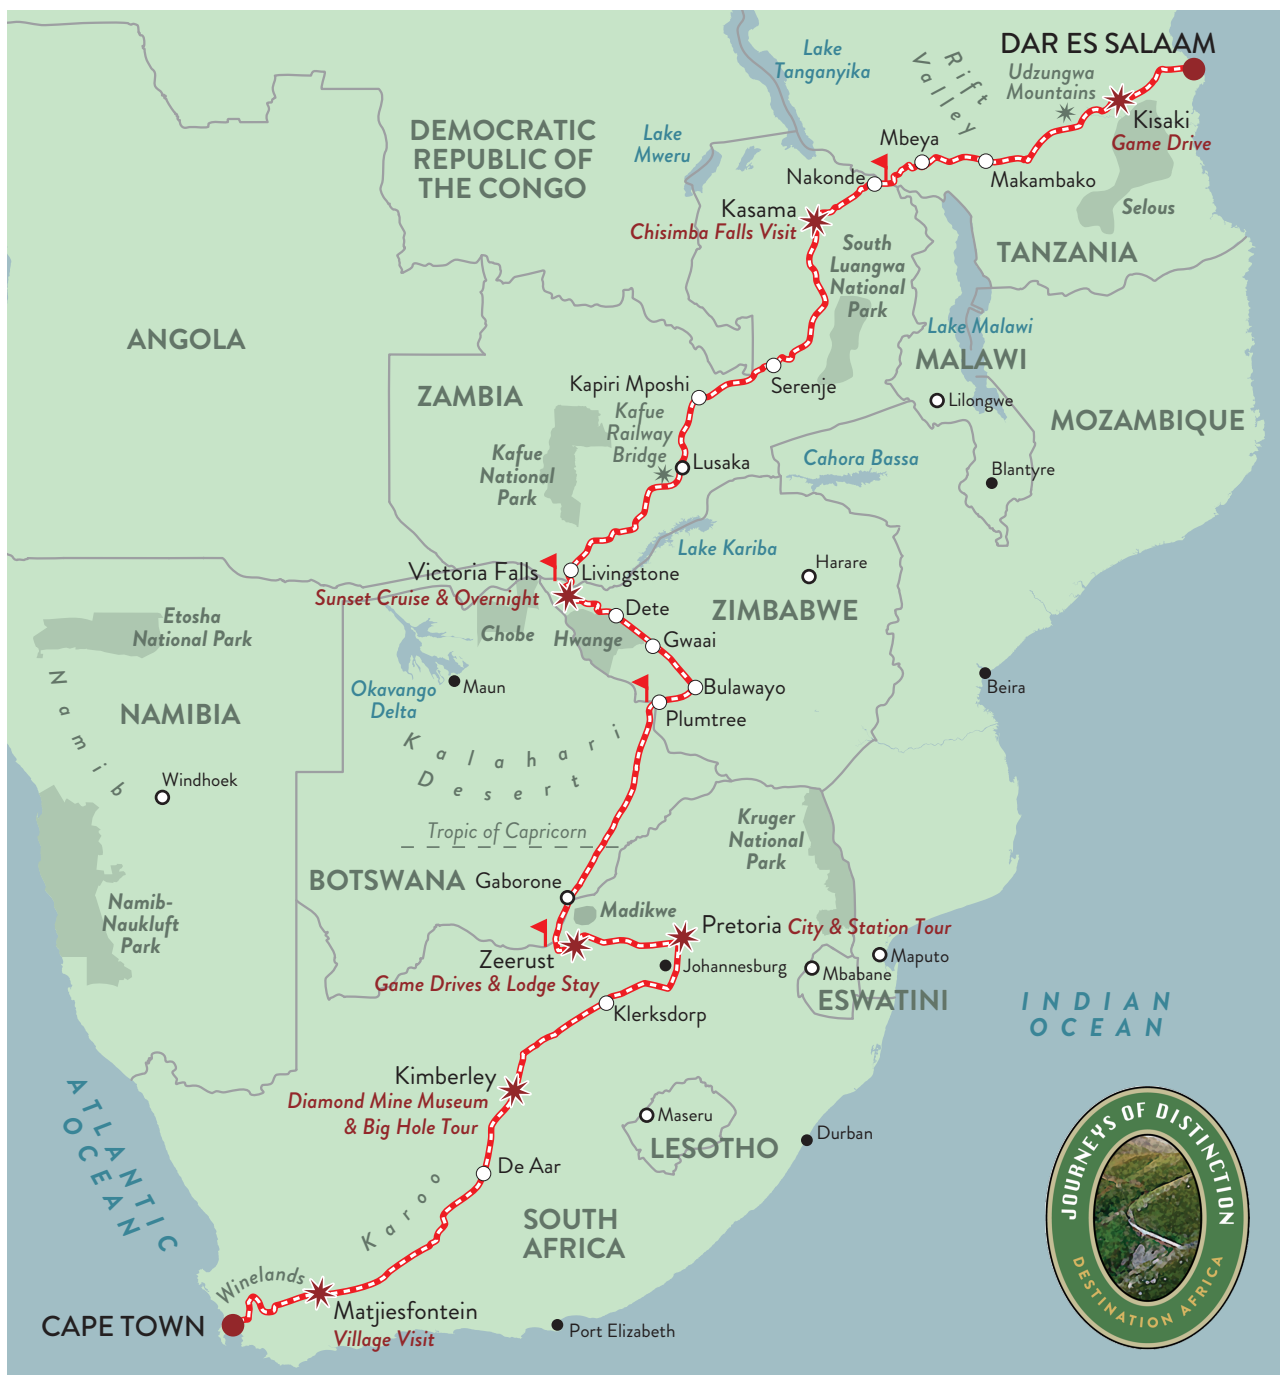 DAR ES SALAAM
Lake
Tanganyika
Rift
Valley
Udzungwa
Mountains
Kisaki
Game Drive
DEMOCRATIC
REPUBLIC OF
THE CONGO
Lake
Mweru
Mbeya
Nakonde
Makambako
Selous
Kasama
Chisimba Falls Visit
South
Luangwa
National
Park
TANZANIA
ANGOLA
Lake Malawi
MALAWI
ZAMBIA
Kapiri Mposhi
Serenje
Lilongwe
MOZAMBIQUE
Kafue
Railway
Bridge
Kafue
National
Park
Lusaka
Cahora Bassa
Blantyre
Lake Kariba
Harare
Victoria Falls
Sunset Cruise & Overnight
Livingstone
Dete
ZIMBABWE
Etosha
National Park
Chobe
Hwange
Gwaai
Namib
Okavango
Delta
Maun
Bulawayo
Beira
NAMIBIA
Plumtree
Kalahari
Desert
Windhoek
Tropic of Capricorn
Kruger
National
Park
BOTSWANA
Gaborone
Namib-
Naukluft
Park
Madikwe
Pretoria
City & Station Tour
Zeerust
Game Drives & Lodge Stay
Johannesburg
Mbabane
Maputo
ESWATINI
INDIAN
OCEAN
Klerksdorp
Kimberley
Diamond Mine Museum
& Big Hole Tour
Maseru
LESOTHO
Durban
ATLANTIC
OCEAN
De Aar
Karoo
SOUTH
AFRICA
Winelands
CAPE TOWN
Matjiesfontein
Village Visit
Port Elizabeth
JOURNEYS OF DISTINCTION
DESTINATION AFRICA